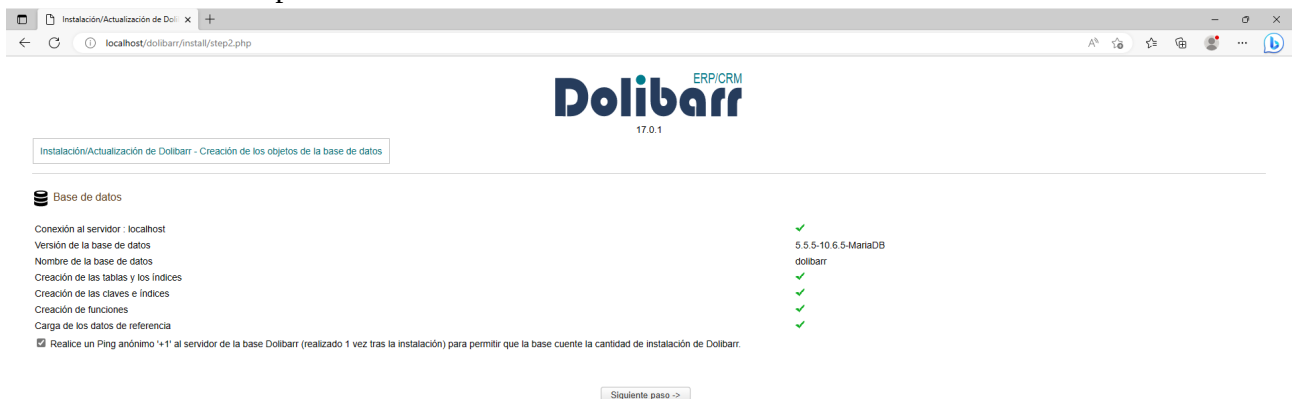 Instalación/Actualización de Doli
localhost/dolibarr/install/step2.php
Dolibarr ERP/CRM
17.0.1
Instalación/Actualización de Dolibarr - Creación de los objetos de la base de datos
Base de datos
Conexión al servidor : localhost
Versión de la base de datos 5.5.5-10.6.5-MariaDB
Nombre de la base de datos dolibarr
Creación de las tablas y los índices
Creación de las claves e índices
Creación de funciones
Carga de los datos de referencia
Realice un Ping anónimo '+1' al servidor de la base Dolibarr (realizado 1 vez tras la instalación) para permitir que la base cuente la cantidad de instalación de Dolibarr.
Siguiente paso ->